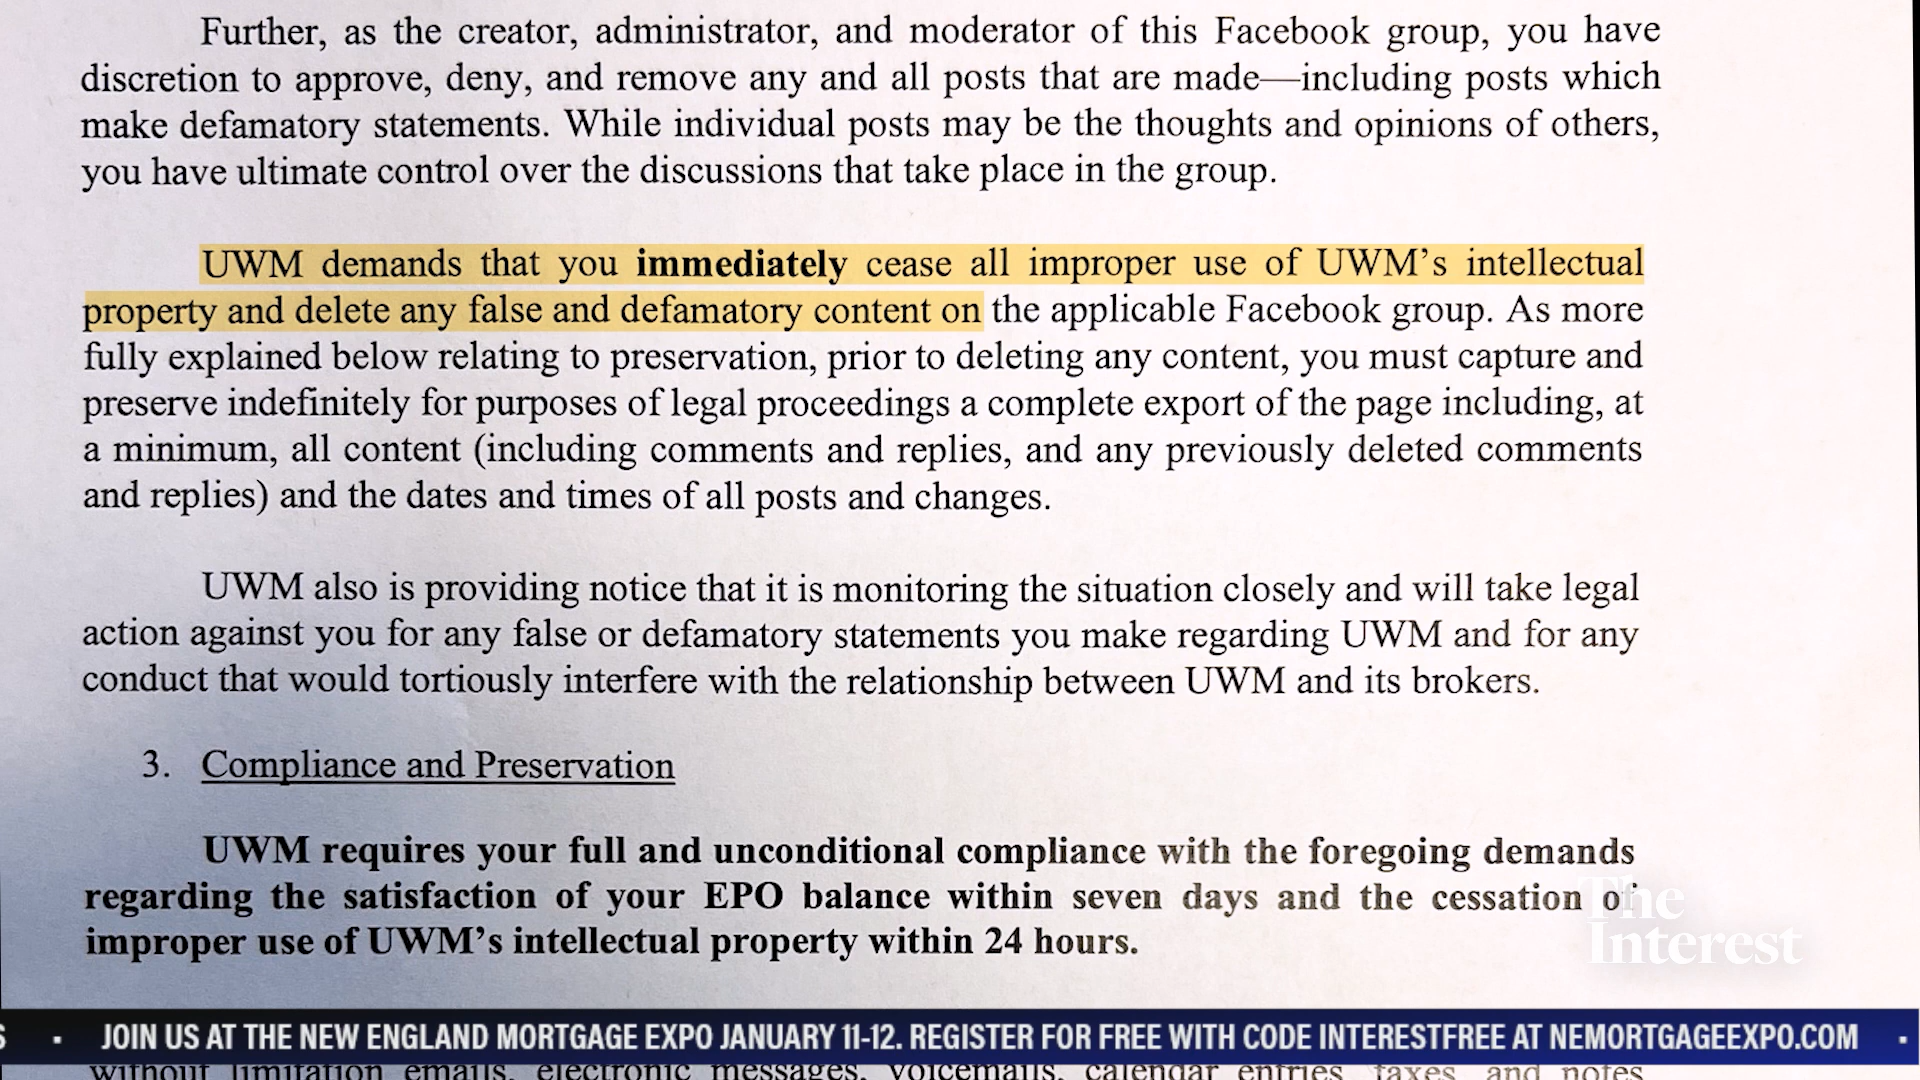 Further, as the creator, administrator, and moderator of this Facebook group, you have
discretion to approve, deny, and remove any and all posts that are made—including posts which
make defamatory statements. While individual posts may be the thoughts and opinions of others,
you have ultimate control over the discussions that take place in the group.
UWM demands that you immediately cease all improper use of UWM's intellectual
property and delete any false and defamatory content on the applicable Facebook group. As more
fully explained below relating to preservation, prior to deleting any content, you must capture and
preserve indefinitely for purposes of legal proceedings a complete export of the page including, at
a minimum, all content (including comments and replies, and any previously deleted comments
and replies) and the dates and times of all posts and changes.
UWM also is providing notice that it is monitoring the situation closely and will take legal
action against you for any false or defamatory statements you make regarding UWM and for any
conduct that would tortiously interfere with the relationship between UWM and its brokers.
3. Compliance and Preservation
UWM requires your full and unconditional compliance with the foregoing demands
regarding the satisfaction of your EPO balance within seven days and the cessation of
improper use of UWM's intellectual property within 24 hours.
The
Interest
S · JOIN US AT THE NEW ENGLAND MORTGAGE EXPO JANUARY 11-12. REGISTER FOR FREE WITH CODE INTERESTFREE AT NEMORTGAGEEXPO.COM ·
without limitation emails, electronic messages, voicemails, calendar entries, faxes, and notes